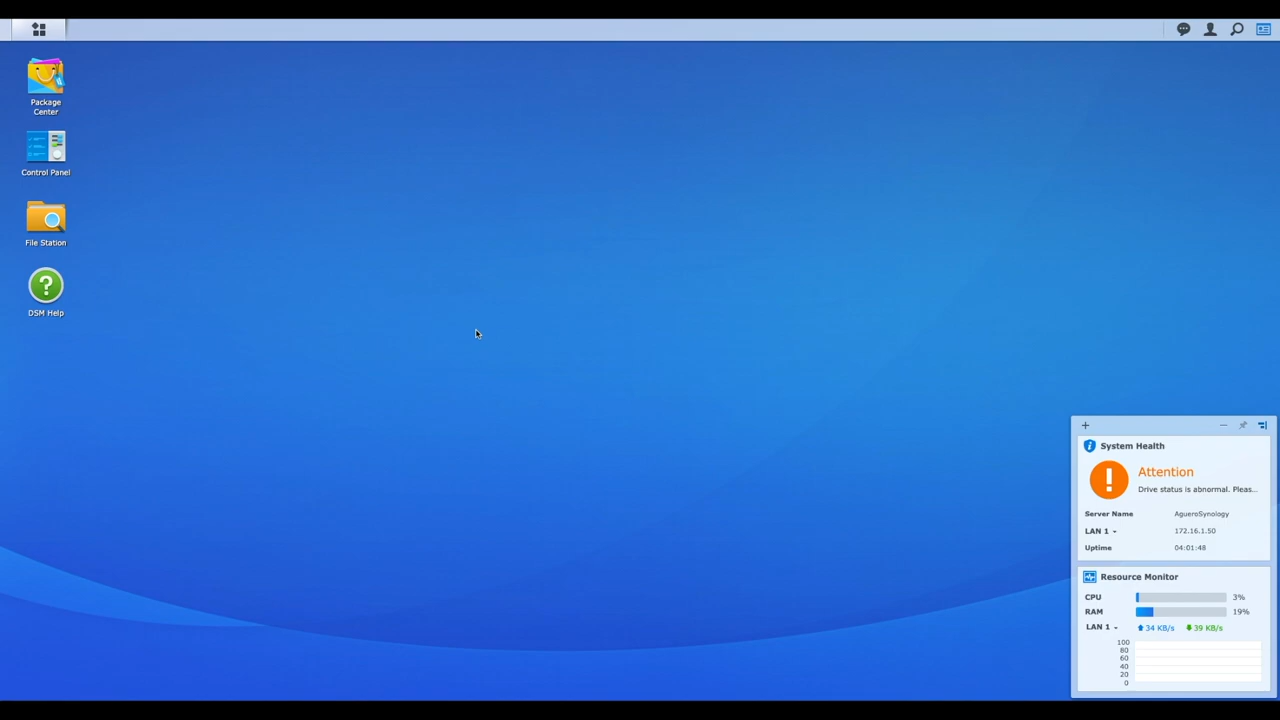 Package
Center
Control Panel
File Station
DSM Help
System Health
Attention
Drive status is abnormal. Pleas...
Server Name AgueroSynology
LAN 1 172.16.1.50
Uptime 04:01:48
Resource Monitor
CPU 3%
RAM 19%
LAN 1 34 KB/s 39 KB/s
100
80
60
40
20
0